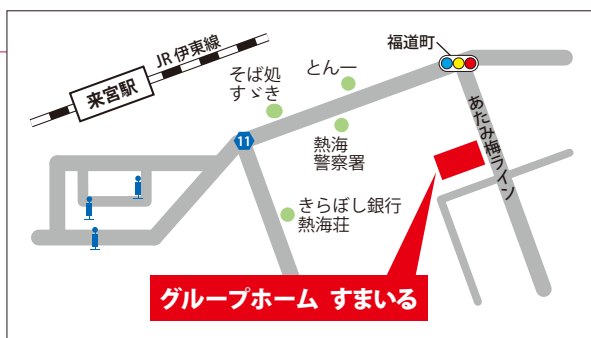 JR 伊東線
来宮駅
福道町
とん一
そば処
すゞき
11
熱海
警察署
あたみ梅ライン
きらぼし銀行
熱海荘
グループホーム すまいる